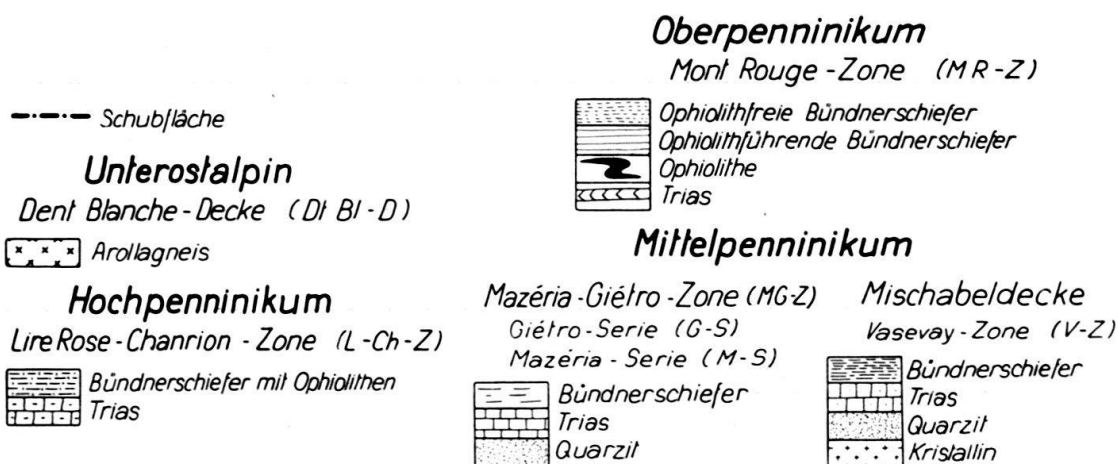 Schubfläche
Unterostalpin
Dent Blanche - Decke (Dt Bl - D)
Arollagneis
Hochpenninikum
Lire Rose - Chanrion - Zone (L - Ch - Z)
Bündnerschiefer mit Ophiolithen
Trias
Oberpenninikum
Mont Rouge - Zone (MR - Z)
Ophiolithfreie Bündnerschiefer
Ophiolithführende Bündnerschiefer
Ophiolithe
Trias
Mittelpenninikum
Mazéria - Giétro - Zone (MG-Z)
Giétro - Serie (G - S)
Mazéria - Serie (M - S)
Bündnerschiefer
Trias
Quarzit
Mischabeldecke
Vasevay - Zone (V - Z)
Bündnerschiefer
Trias
Quarzit
Kristallin